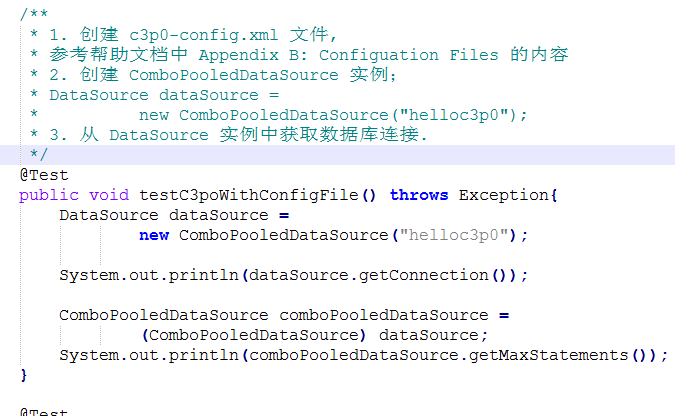 /**
 * 1. 创建 c3p0-config.xml 文件,
 * 参考帮助文档中 Appendix B: Configuation Files 的内容
 * 2. 创建 ComboPooledDataSource 实例;
 * DataSource dataSource =
 *          new ComboPooledDataSource("helloc3p0");
 * 3. 从 DataSource 实例中获取数据库连接.
 */
@Test
public void testC3poWithConfigFile() throws Exception{
    DataSource dataSource =
            new ComboPooledDataSource("helloc3p0");
    System.out.println(dataSource.getConnection());
    ComboPooledDataSource comboPooledDataSource =
            (ComboPooledDataSource) dataSource;
    System.out.println(comboPooledDataSource.getMaxStatements());
}
@Test